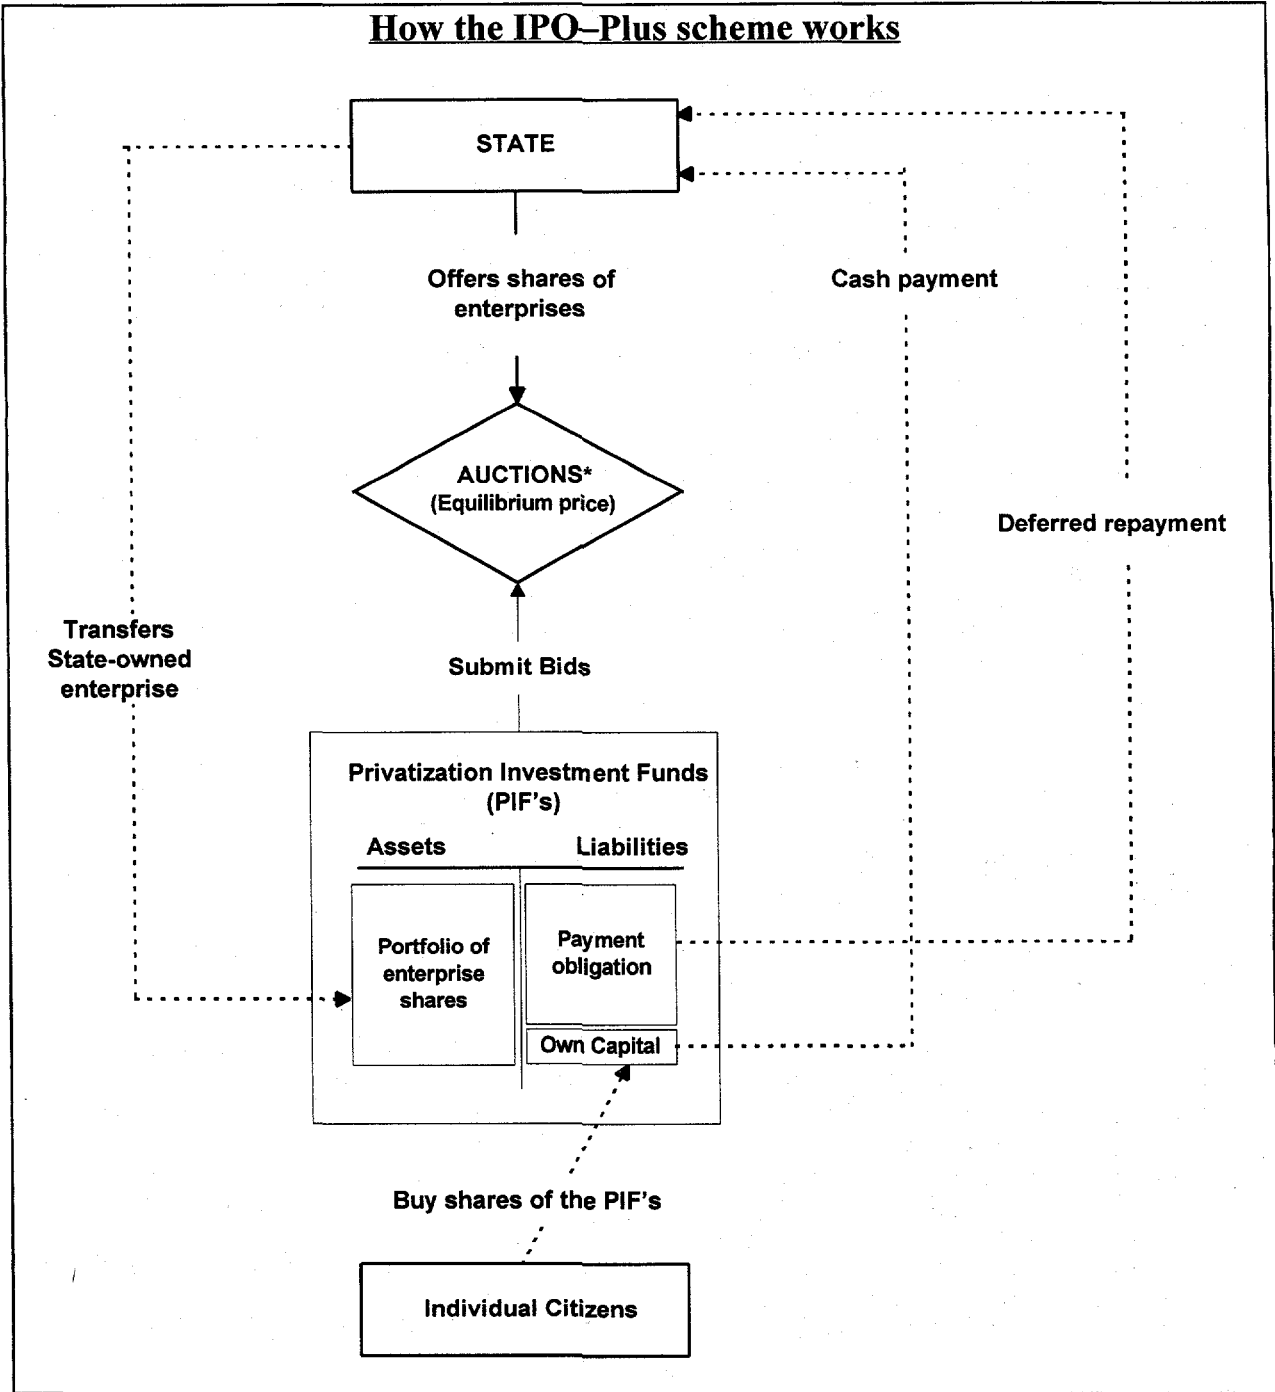 How the IPO–Plus scheme works
STATE
Offers shares of
enterprises
Cash payment
AUCTIONS*
(Equilibrium price)
Deferred repayment
Transfers
State-owned
enterprise
Submit Bids
Privatization Investment Funds
(PIF's)
Assets
Liabilities
Portfolio of
enterprise
shares
Payment
obligation
Own Capital
Buy shares of the PIF's
Individual Citizens